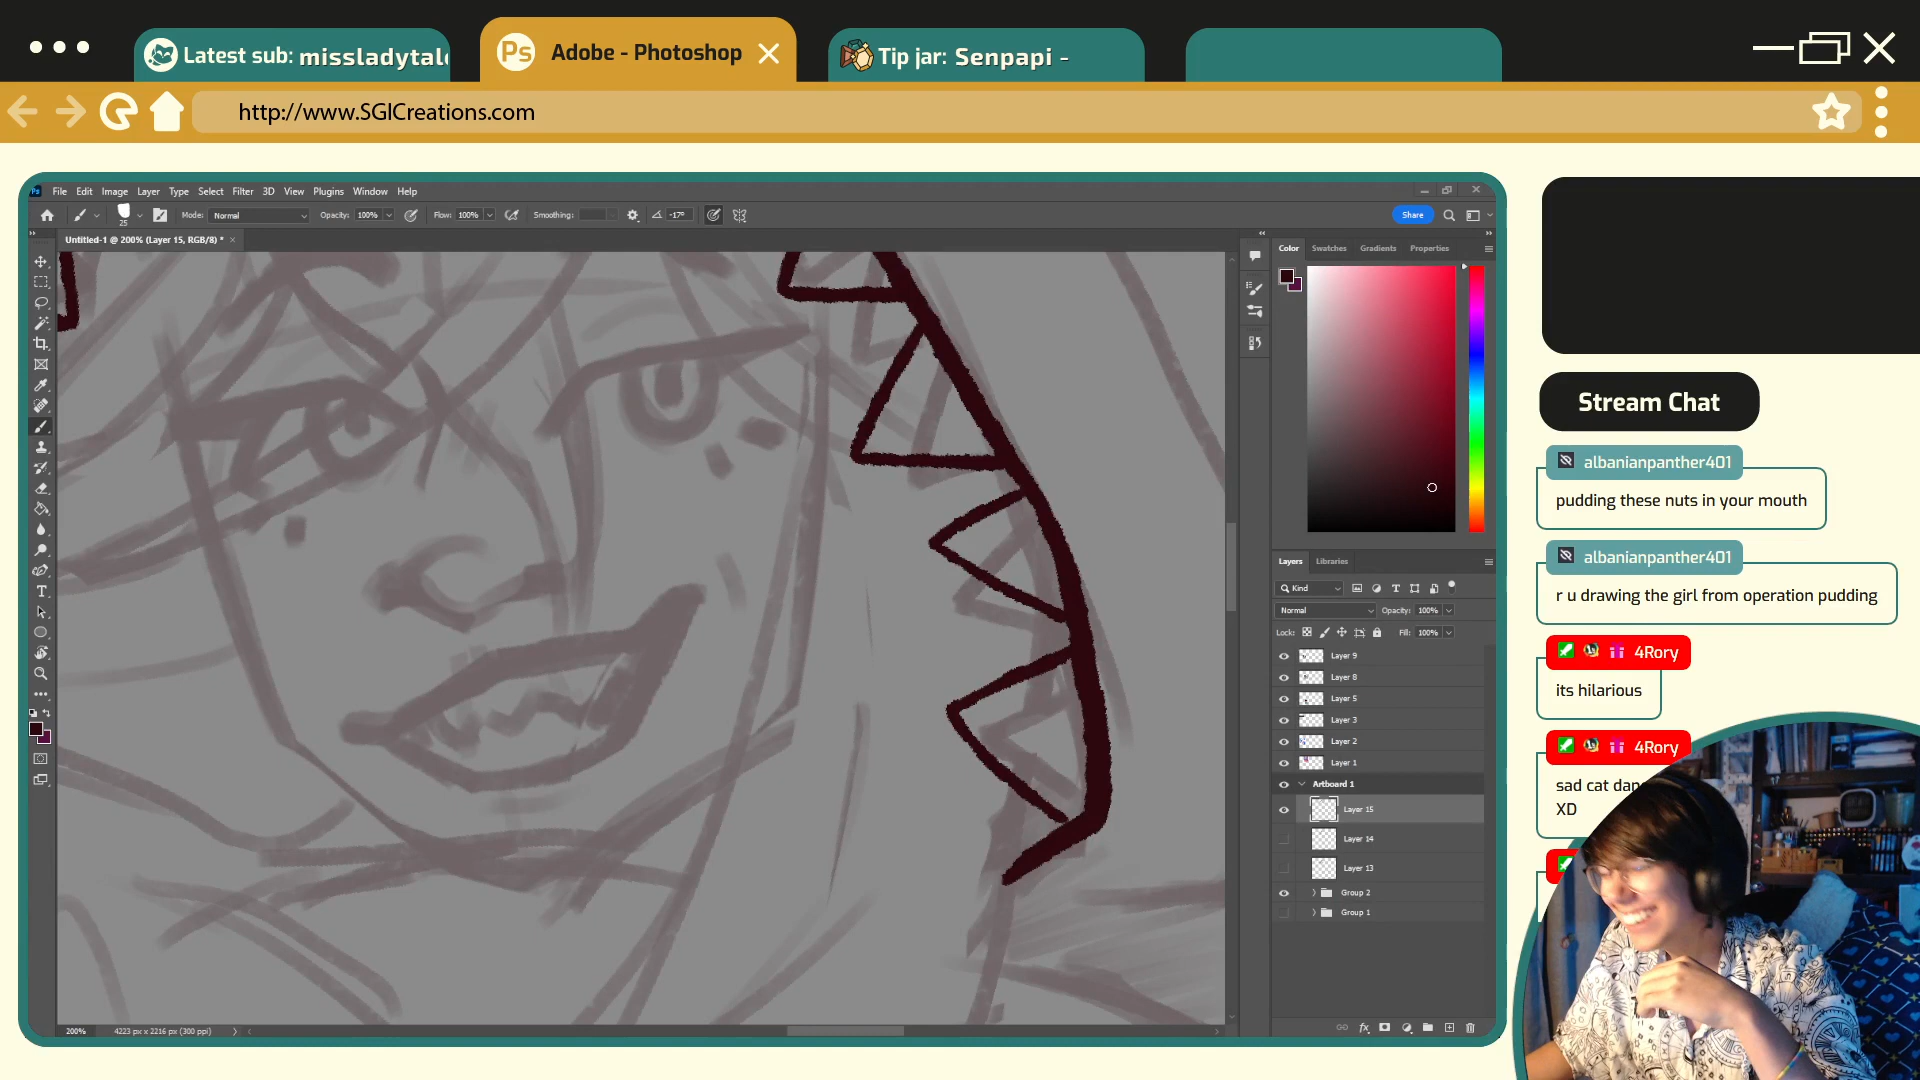 Latest sub: missladytal
Ps Adobe - Photoshop
Tip jar: Senpapi -
http://www.SGICreations.com
Ps File Edit Image Layer Type Select Filter 3D View Plugins Window Help
25 Mode: Normal Opacity: 100% Flow: 100% Smoothing: -17° Share
Untitled-1 @ 200% (Layer 15, RGB/8) * ×
Color Swatches Gradients Properties
Layers Libraries
Kind
Normal Opacity: 100%
Lock: Fill: 100%
Layer 9
Layer 8
Layer 5
Layer 3
Layer 2
Layer 1
Artboard 1
Layer 15
Layer 14
Layer 13
Group 2
Group 1
200% 4223 px x 2216 px (300 ppi)
fx
Stream Chat
albanianpanther401
pudding these nuts in your mouth
albanianpanther401
r u drawing the girl from operation pudding
4Rory
its hilarious
4Rory
sad cat
XD